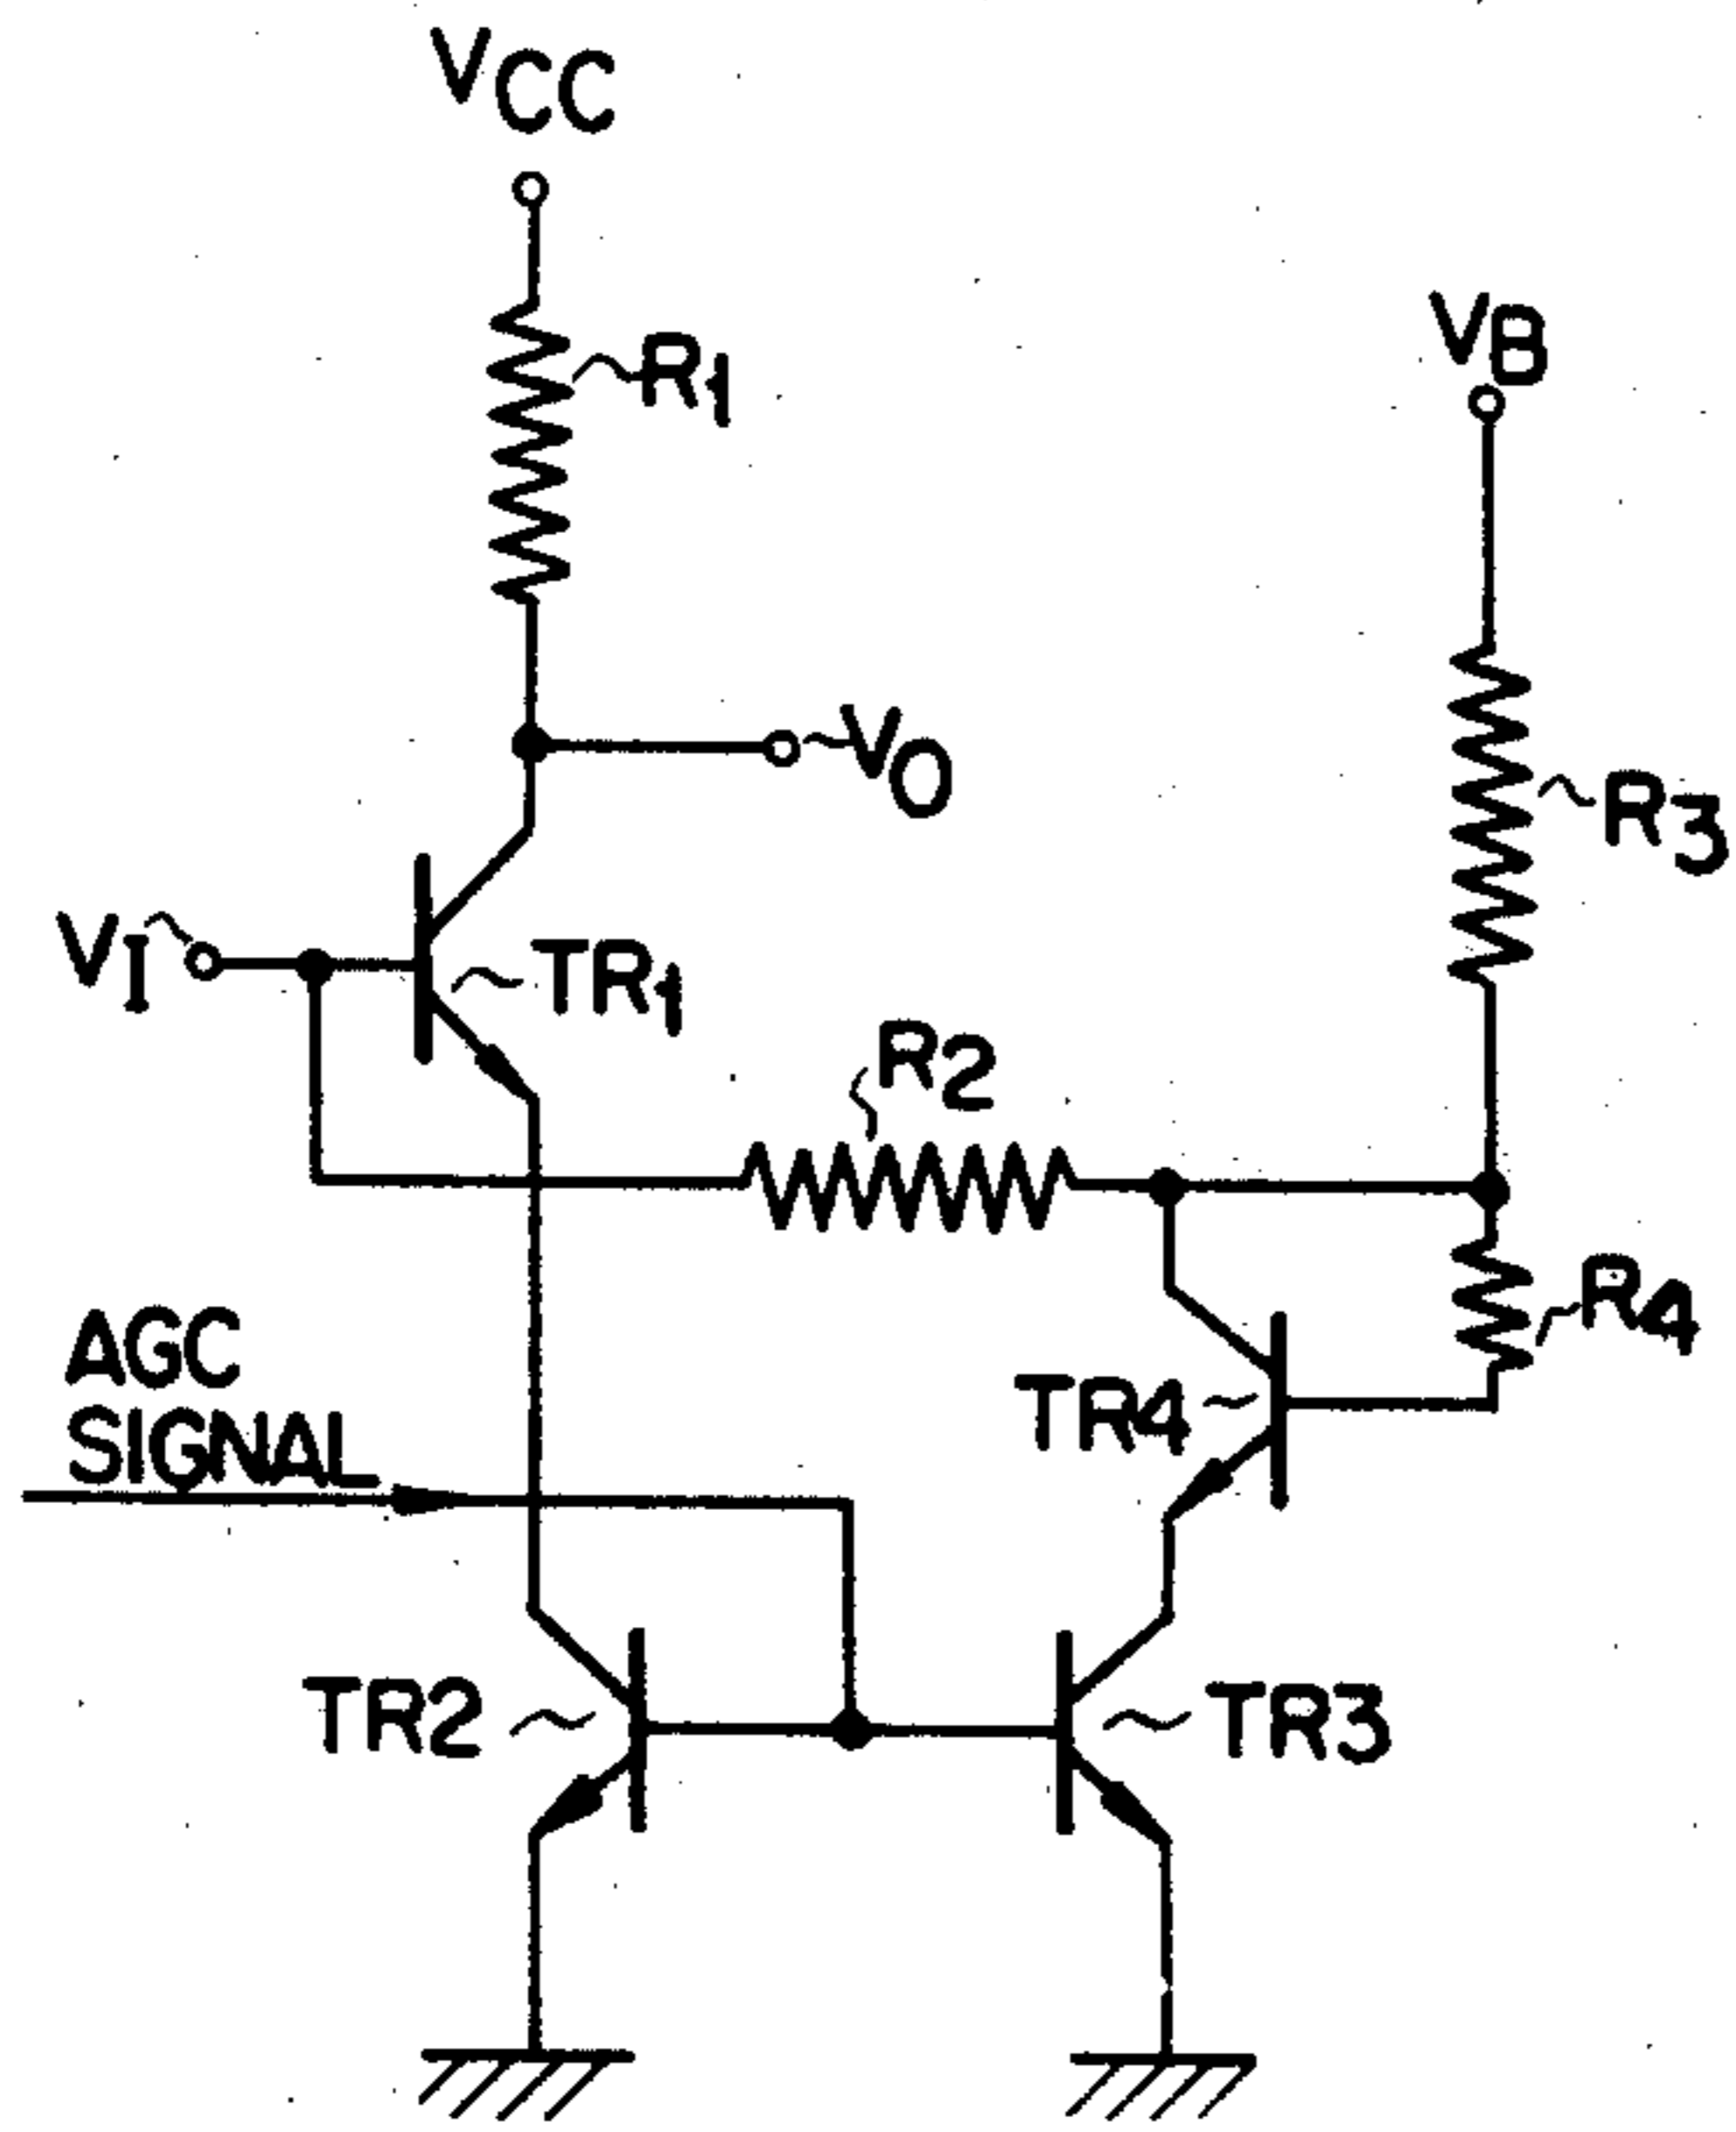 VCC
R1
VB
VO
R3
VI
TR1
R2
R4
AGC
SIGNAL
TR4
TR2
TR3